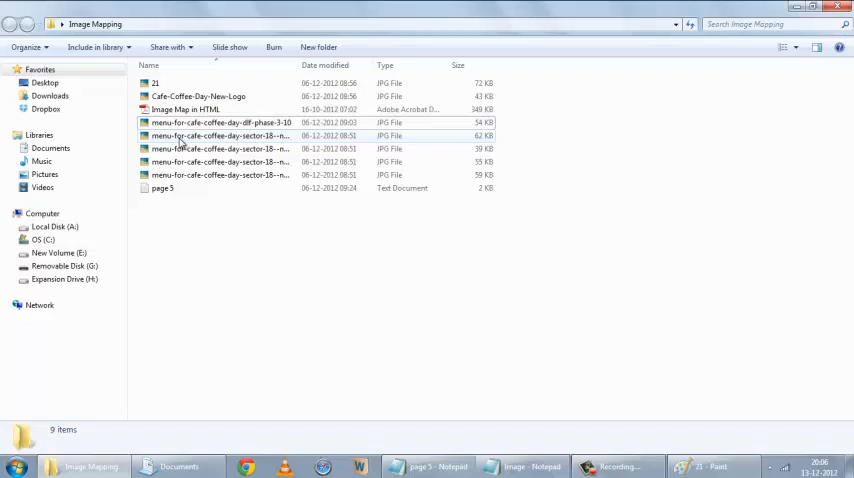 Image Mapping
Search Image Mapping
Organize
Include in library
Share with
Slide show
Burn
New folder
Name
Date modified
Type
Size
Favorites
Desktop
Downloads
Dropbox
Libraries
Documents
Music
Pictures
Videos
Computer
Local Disk (A:)
OS (C:)
New Volume (E:)
Removable Disk (G:)
Expansion Drive (H:)
Network
21 06-12-2012 08:56 JPG File 72 KB
Cafe-Coffee-Day-New-Logo 06-12-2012 08:56 JPG File 43 KB
Image Map in HTML 16-10-2012 07:02 Adobe Acrobat D... 349 KB
menu-for-cafe-coffee-day-dlf-phase-3-10 06-12-2012 09:03 JPG File 54 KB
menu-for-cafe-coffee-day-sector-18--n... 06-12-2012 08:51 JPG File 62 KB
menu-for-cafe-coffee-day-sector-18--n... 06-12-2012 08:51 JPG File 39 KB
menu-for-cafe-coffee-day-sector-18--n... 06-12-2012 08:51 JPG File 55 KB
menu-for-cafe-coffee-day-sector-18--n... 06-12-2012 08:51 JPG File 59 KB
page 5 06-12-2012 09:24 Text Document 2 KB
9 items
Image Mapping
Documents
page 5 - Notepad
Image - Notepad
Recording...
21 - Paint
20:06
13-12-2012